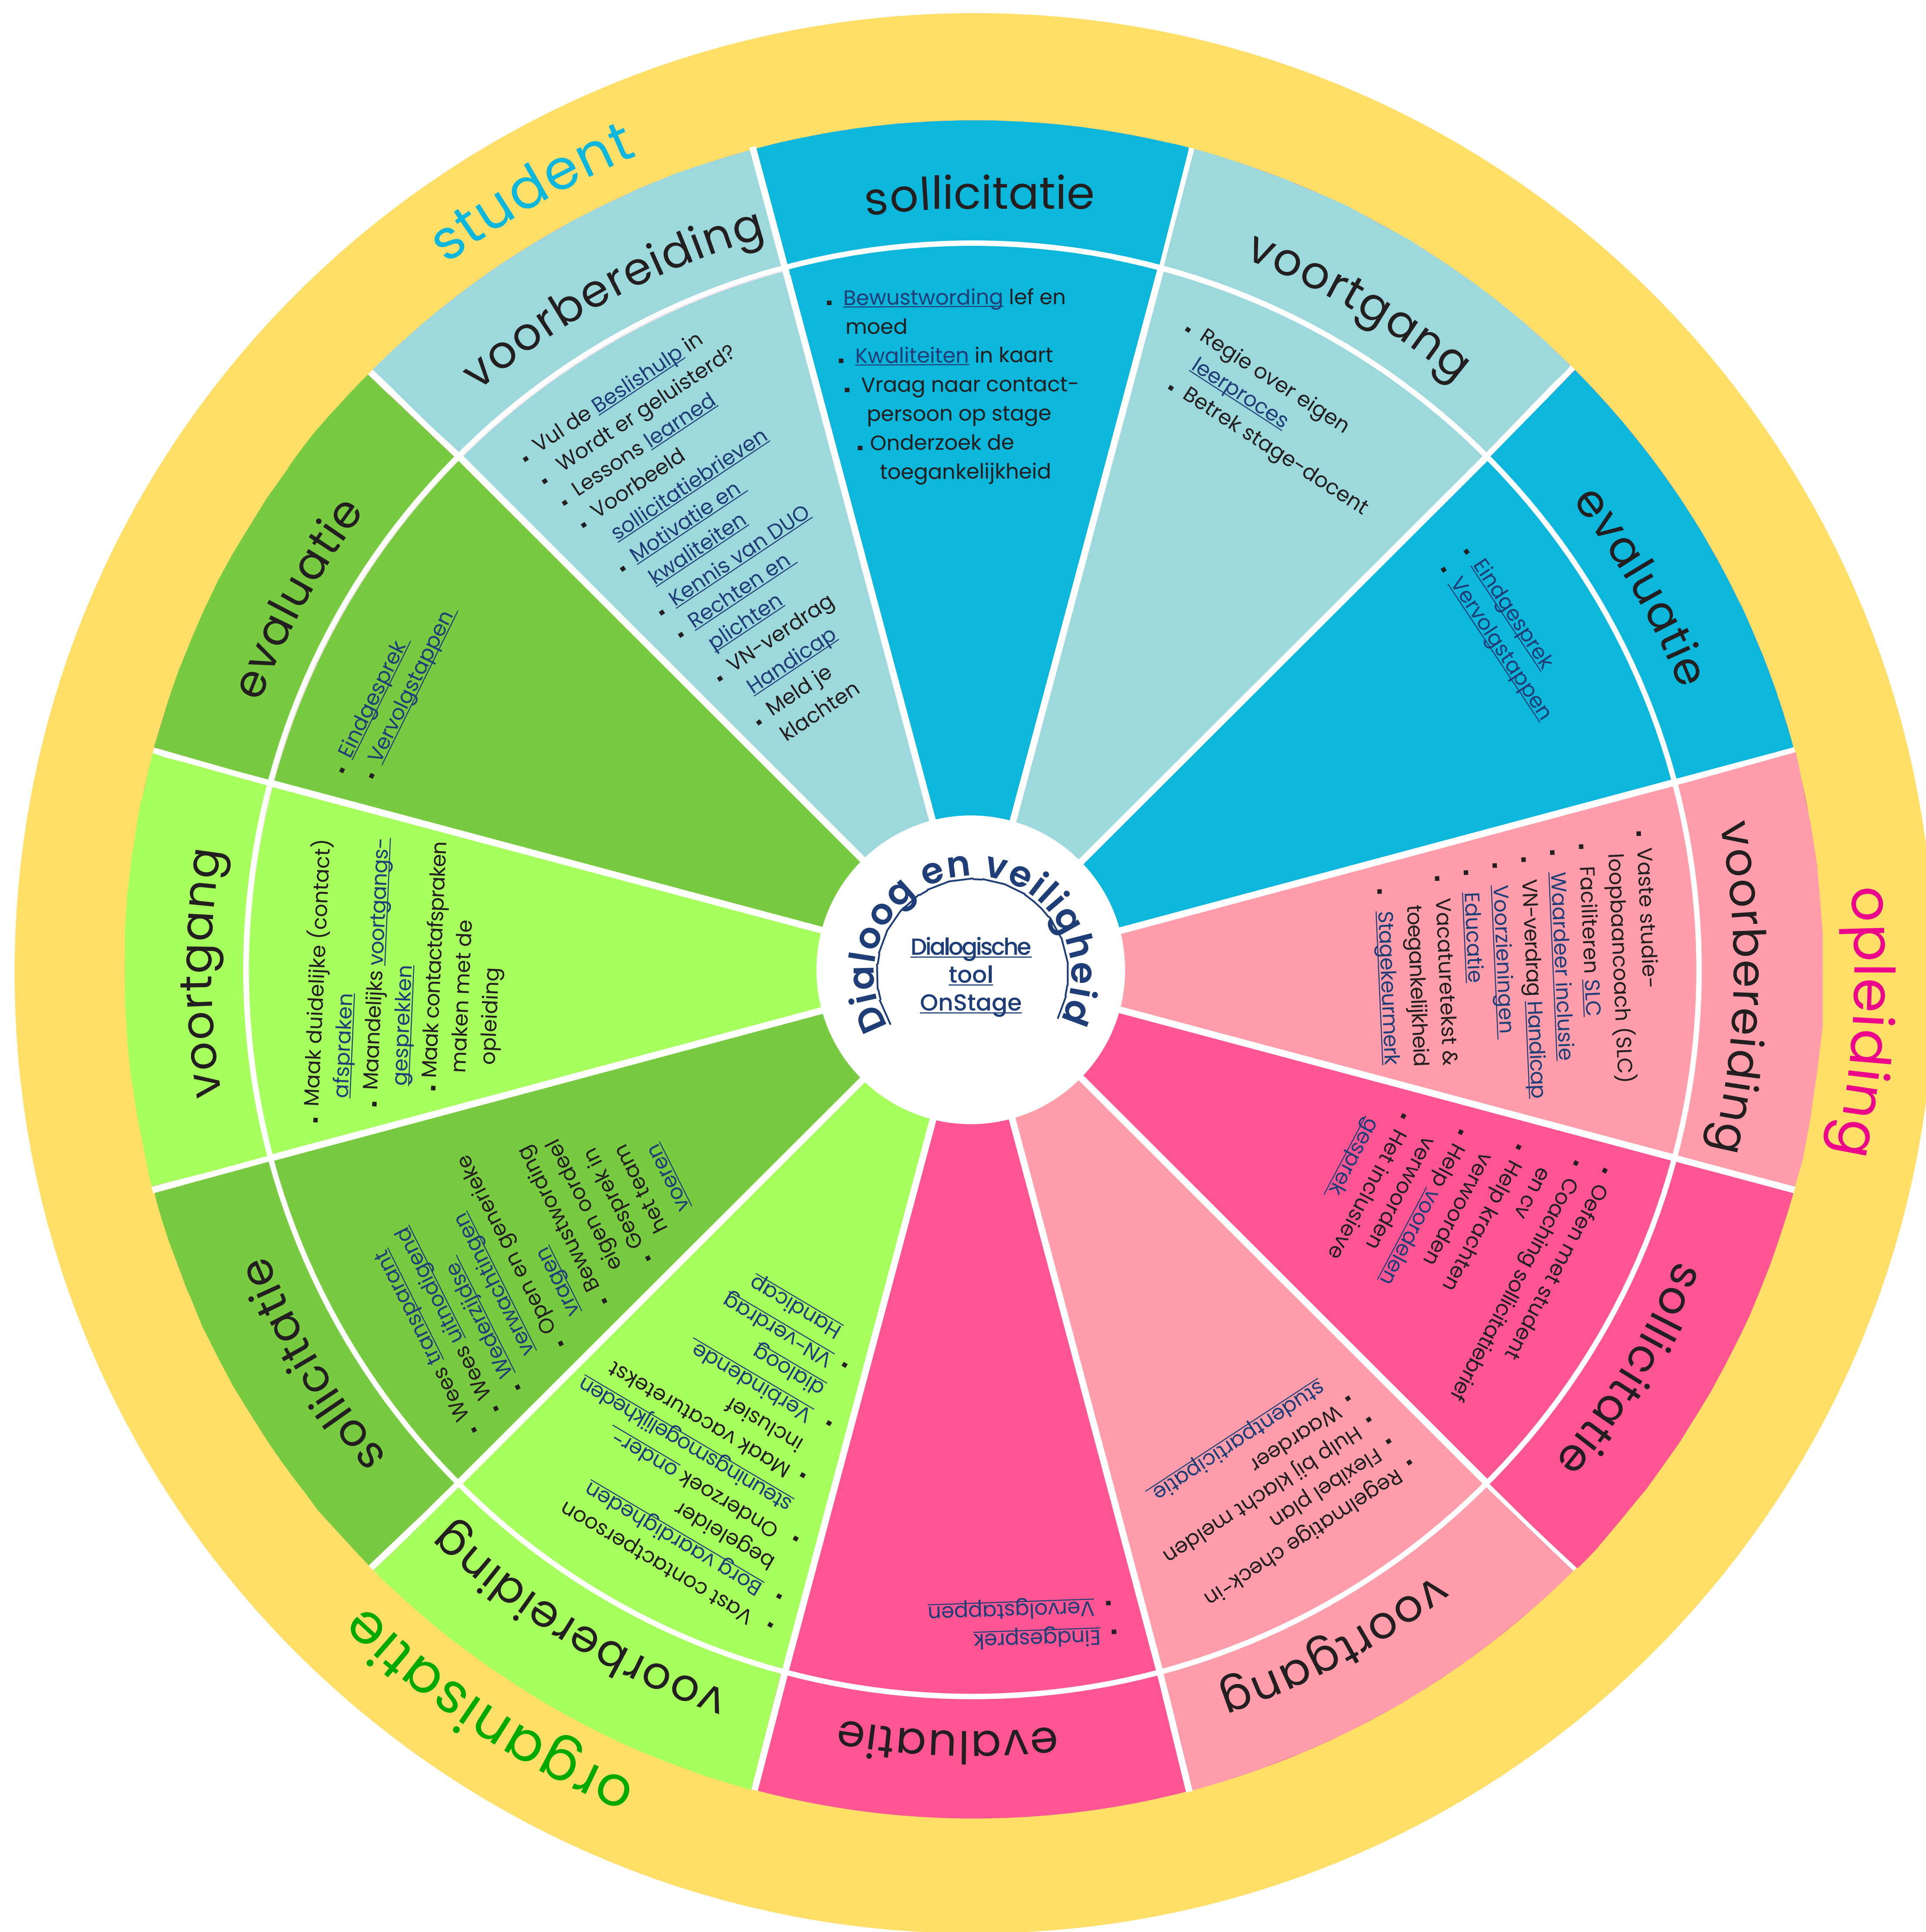 student
voorbereiding
▪ Vul de Beslishulp in
▪ Wordt er geluisterd?
▪ Lessons learned
▪ Voorbeeld
sollicitatiebrieven
▪ Motivatie en
kwaliteiten
▪ Kennis van DUO
▪ Rechten en
plichten
▪ VN-verdrag
Handicap
▪ Meld je
klachten
sollicitatie
▪ Bewustwording lef en
moed
▪ Kwaliteiten in kaart
▪ Vraag naar contact-
persoon op stage
▪ Onderzoek de
toegankelijkheid
voortgang
▪ Regie over eigen
leerproces
▪ Betrek stage-docent
evaluatie
▪ Eindgesprek
▪ Vervolgstappen
opleiding
voorbereiding
▪ Vaste studie-
loopbaancoach (SLC)
▪ Faciliteren SLC
▪ Waardeer inclusie
▪ VN-verdrag Handicap
▪ Voorzieningen
▪ Educatie
▪ Vacaturetekst &
toegankelijkheid
▪ Stagekeurmerk
sollicitatie
▪ Oefen met student
▪ Coaching sollicitatiebrief
en cv
▪ Help krachten
verwoorden
▪ Help voordelen
verwoorden
▪ Het inclusieve
gesprek
voortgang
▪ Regelmatige check-in
▪ Flexibel plan
▪ Hulp bij klacht melden
▪ Waardeer
studentparticipatie
evaluatie
▪ Eindgesprek
▪ Vervolgstappen
organisatie
voorbereiding
▪ Vast contactpersoon
▪ Borg vaardigheden
begeleider
▪ Onderzoek onder-
steuningsmogelijkheden
▪ Maak vacaturetekst
inclusief
▪ Verbindende
dialoog
▪ VN-verdrag
Handicap
sollicitatie
▪ Wees transparant
▪ Wees uitnodigend
▪ Wederzijdse
verwachtingen
▪ Open en generieke
vragen
▪ Bewustwording
eigen oordeel
▪ Gesprek in
het team
voeren
voortgang
▪ Maak duidelijke (contact)
afspraken
▪ Maandelijks voortgangs-
gesprekken
▪ Maak contactafspraken
maken met de
opleiding
evaluatie
▪ Eindgesprek
▪ Vervolgstappen
Dialoog en veiligheid
Dialogische
tool
OnStage